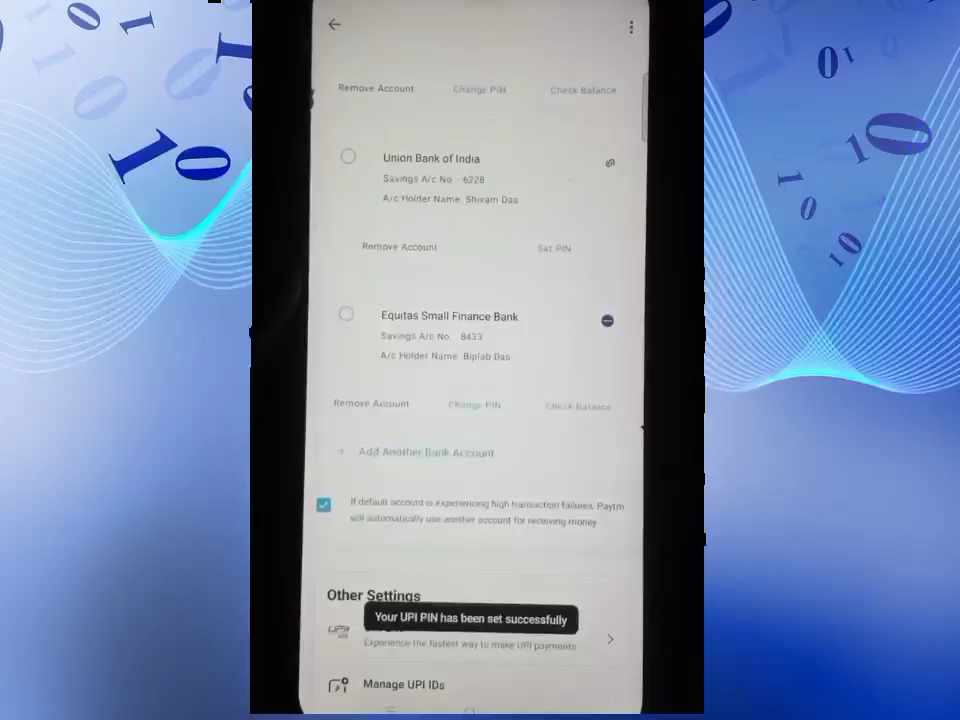 Remove Account Change PIN Check Balance
Union Bank of India
Savings A/c No - 6228
A/c Holder Name Shivam Das
Remove Account Set PIN
Equitas Small Finance Bank
Savings A/c No. 8433
A/c Holder Name Biplab Das
Remove Account Change PIN Check Balance
+ Add Another Bank Account
If default account is experiencing high transaction failures, Paytm
will automatically use another account for receiving money
Other Settings
Your UPI PIN has been set successfully
Experience the fastest way to make UPI payments
Manage UPI IDs